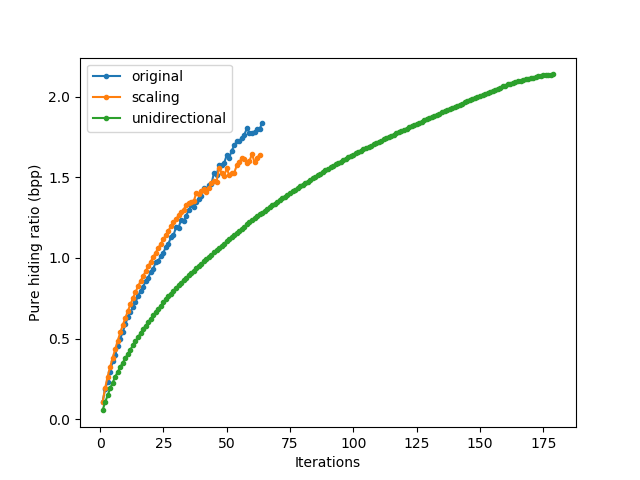 original
scaling
unidirectional
Pure hiding ratio (bpp)
2.0
1.5
1.0
0.5
0.0
0 25 50 75 100 125 150 175
Iterations